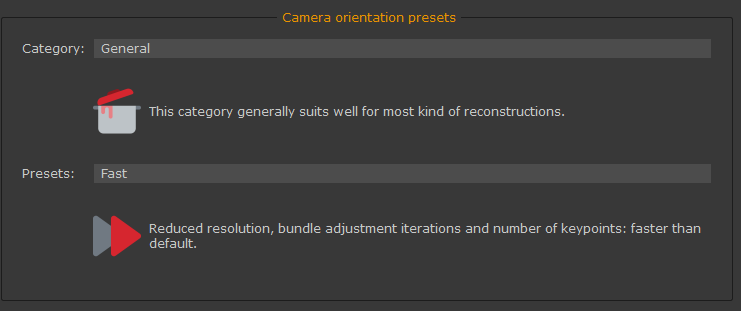 Camera orientation presets
Category: General
This category generally suits well for most kind of reconstructions.
Presets: Fast
Reduced resolution, bundle adjustment iterations and number of keypoints: faster than
default.